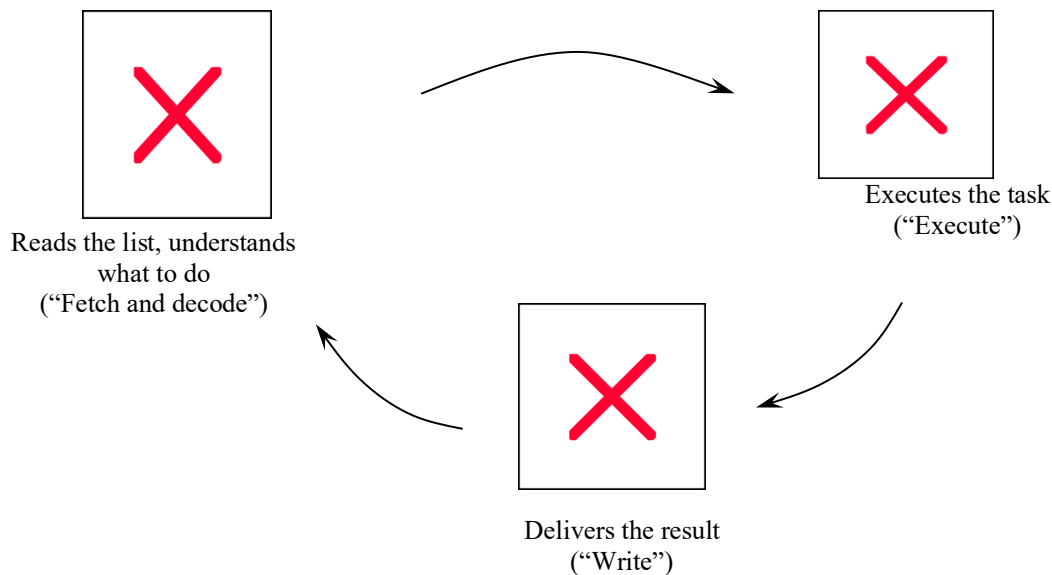 Reads the list, understands
what to do
(“Fetch and decode”)
Executes the task
(“Execute”)
Delivers the result
(“Write”)